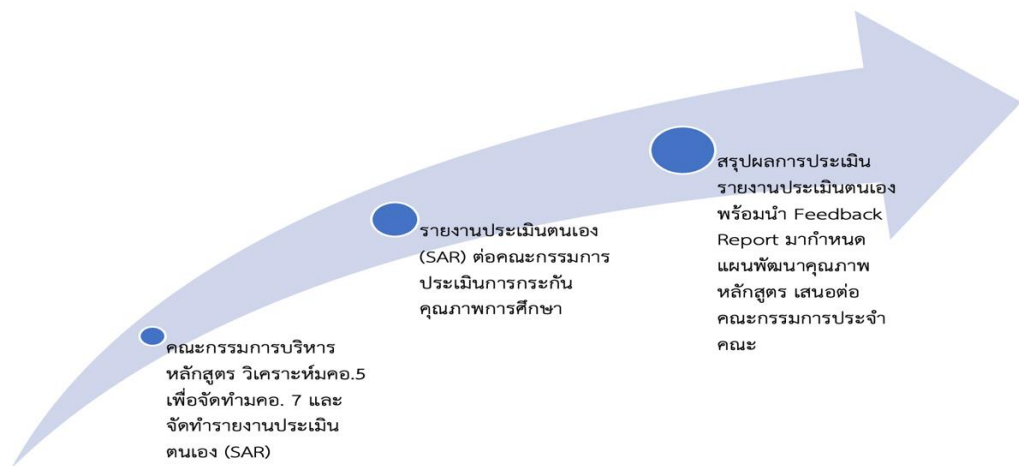 คณะกรรมการบริหาร
หลักสูตร วิเคราะห์มคอ.5
เพื่อจัดทำมคอ. 7 และ
จัดทำรายงานประเมิน
ตนเอง (SAR)
รายงานประเมินตนเอง
(SAR) ต่อคณะกรรมการ
ประเมินการกระกัน
คุณภาพการศึกษา
สรุปผลการประเมิน
รายงานประเมินตนเอง
พร้อมนำ Feedback
Report มากำหนด
แผนพัฒนาคุณภาพ
หลักสูตร เสนอต่อ
คณะกรรมการประจำ
คณะ